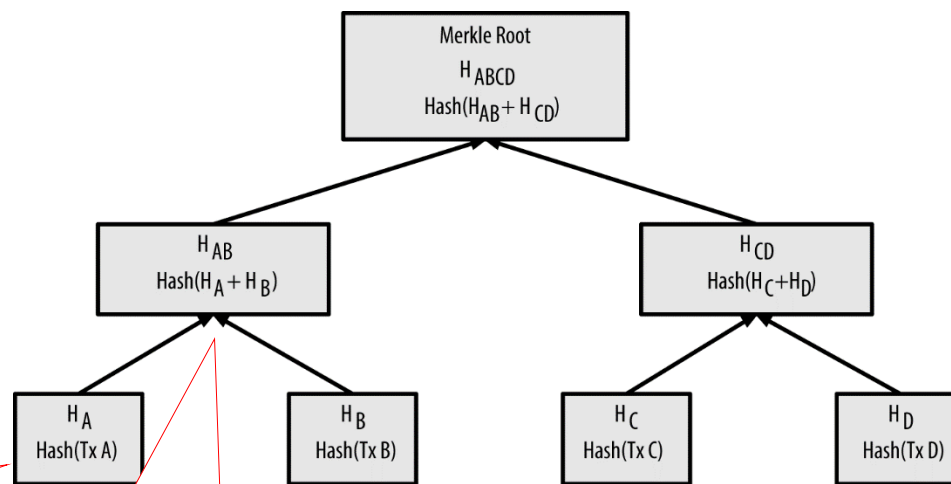 Merkle Root
H ABCD
Hash(H AB + H CD)
H AB
Hash(H A + H B)
H CD
Hash(H C+H D)
H A
Hash(Tx A)
H B
Hash(Tx B)
H C
Hash(Tx C)
H D
Hash(Tx D)